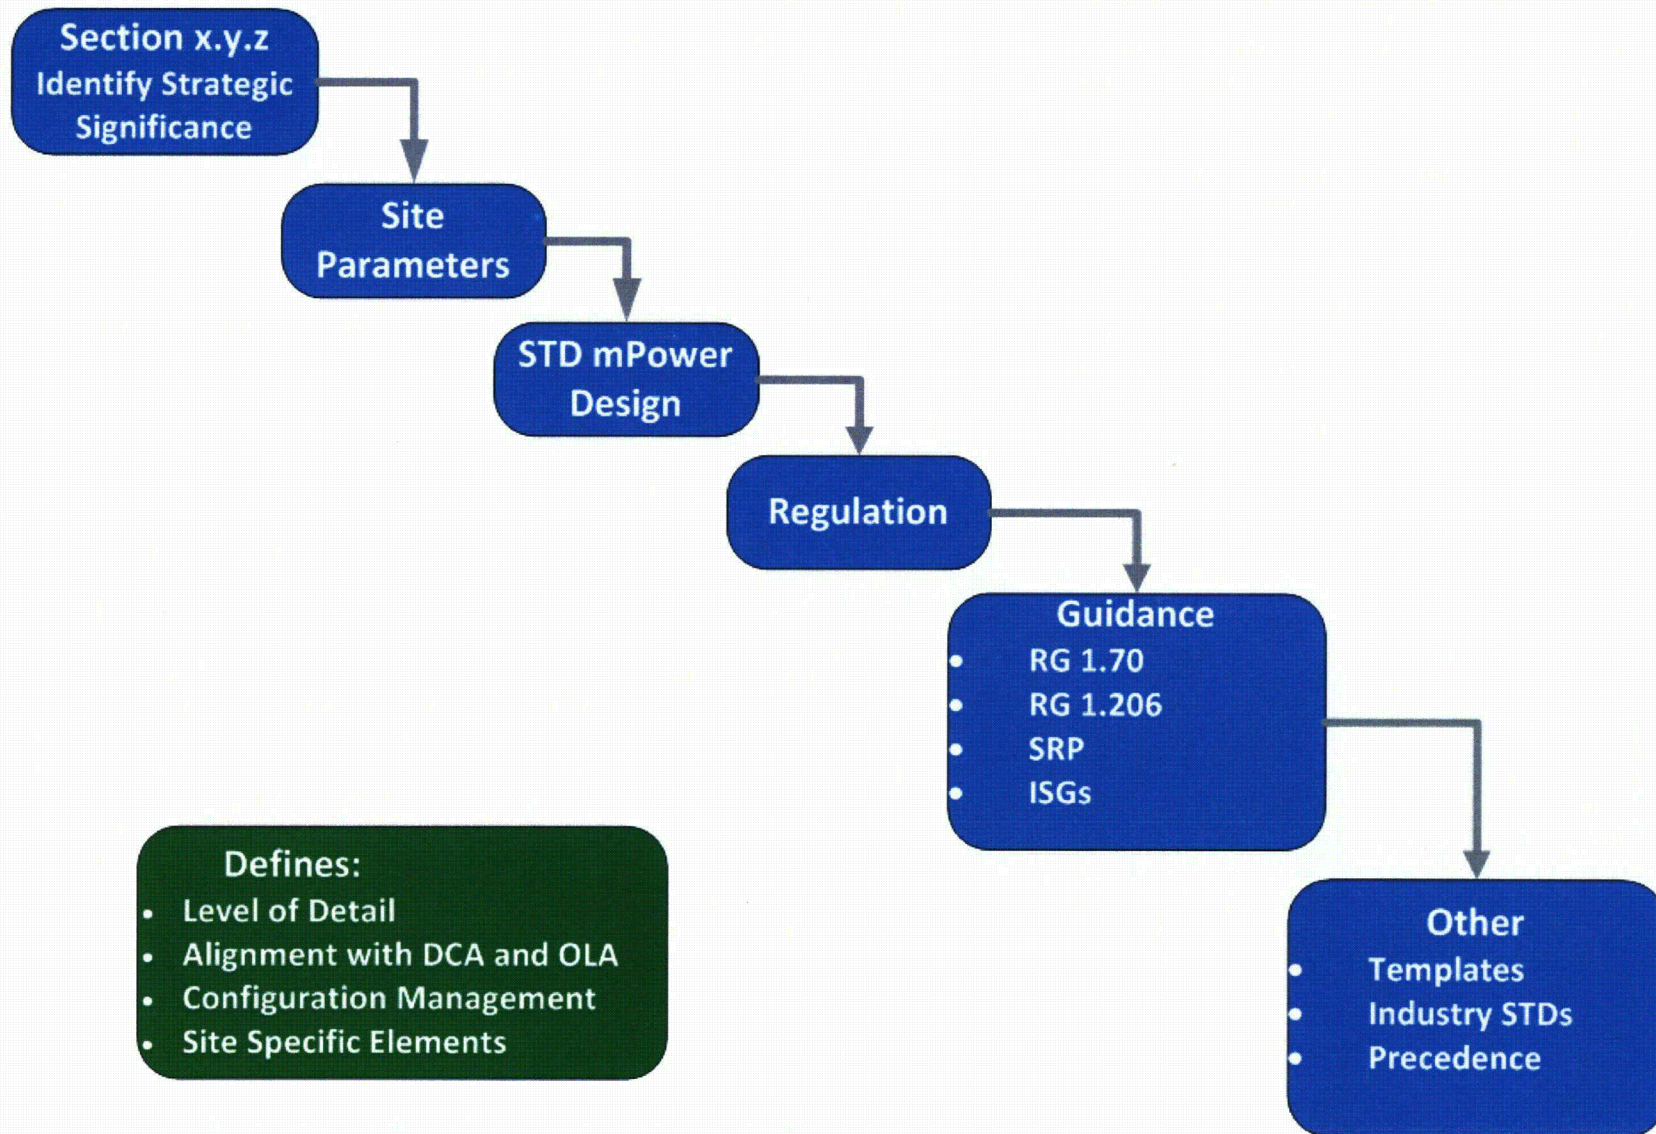 Section x.y.z
Identify Strategic
Significance
Site
Parameters
STD mPower
Design
Regulation
Guidance
• RG 1.70
• RG 1.206
• SRP
• ISGs
Other
• Templates
• Industry STDs
• Precedence
Defines:
• Level of Detail
• Alignment with DCA and OLA
• Configuration Management
• Site Specific Elements